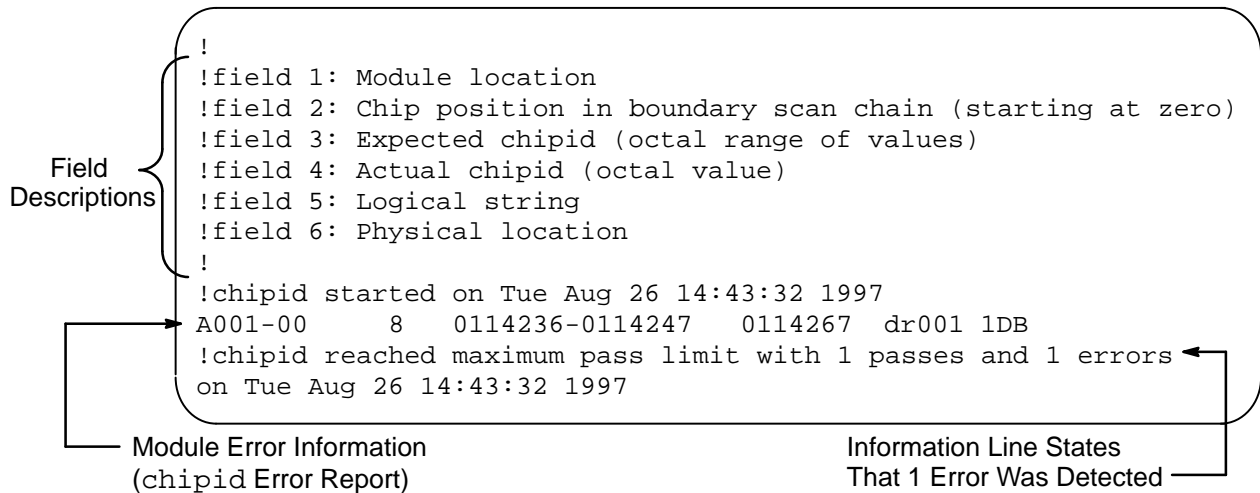 !
!field 1: Module location
!field 2: Chip position in boundary scan chain (starting at zero)
!field 3: Expected chipid (octal range of values)
!field 4: Actual chipid (octal value)
!field 5: Logical string
!field 6: Physical location
!
Field
Descriptions
!chipid started on Tue Aug 26 14:43:32 1997
A001-00 8 0114236-0114247 0114267 dr001 1DB
!chipid reached maximum pass limit with 1 passes and 1 errors
on Tue Aug 26 14:43:32 1997
Module Error Information
(chipid Error Report)
Information Line States
That 1 Error Was Detected